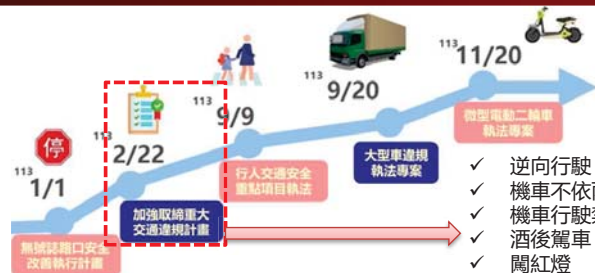 113
11/20
113
9/20
113
9/9
113
2/22
停
113
1/1
微型電動二輪車
執法專案
大型車違規
執法專案
行人交通安全
重點項目執法
加強取締重大
交通違規計畫
無號誌路口安全
改善執行計畫
✓ 逆向行駛
✓ 機車不依
✓ 機車行駛
✓ 酒後駕車
✓ 闖紅燈